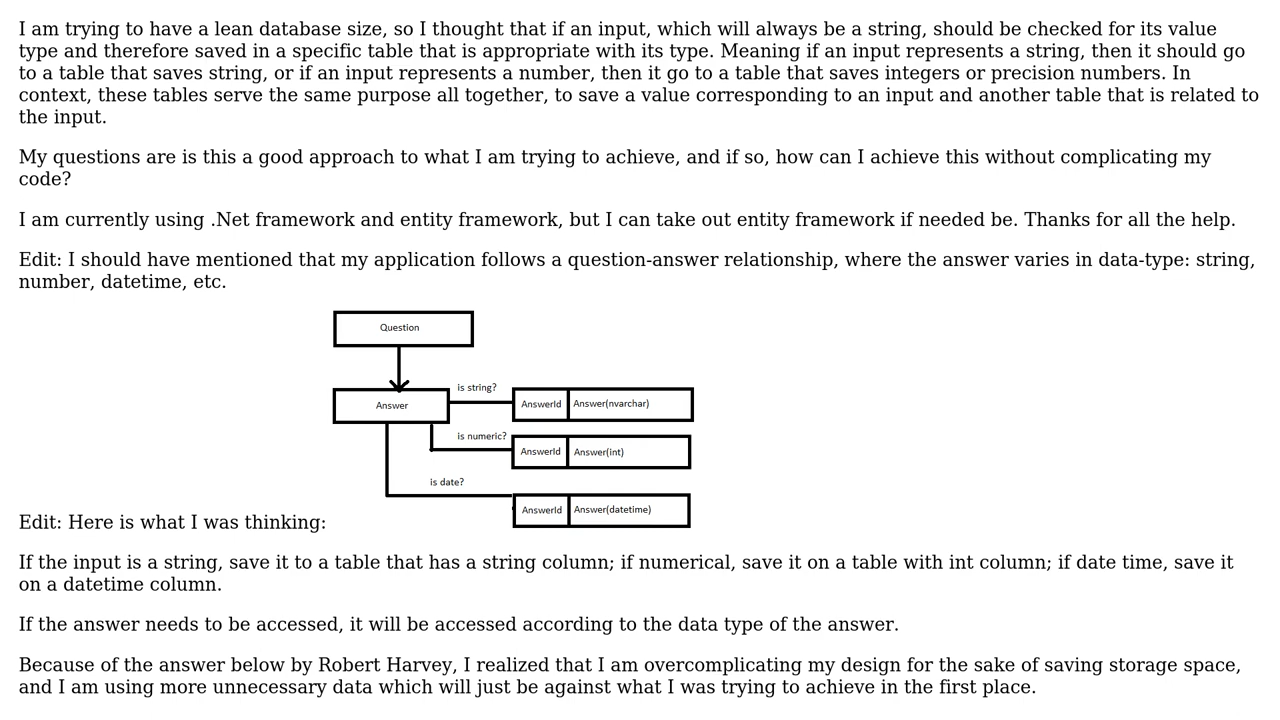 I am trying to have a lean database size, so I thought that if an input, which will always be a string, should be checked for its value
type and therefore saved in a specific table that is appropriate with its type. Meaning if an input represents a string, then it should go
to a table that saves string, or if an input represents a number, then it go to a table that saves integers or precision numbers. In
context, these tables serve the same purpose all together, to save a value corresponding to an input and another table that is related to
the input.
My questions are is this a good approach to what I am trying to achieve, and if so, how can I achieve this without complicating my
code?
I am currently using .Net framework and entity framework, but I can take out entity framework if needed be. Thanks for all the help.
Edit: I should have mentioned that my application follows a question-answer relationship, where the answer varies in data-type: string,
number, datetime, etc.
Question
is string?
Answer
AnswerId
Answer(nvarchar)
is numeric?
AnswerId
Answer(int)
is date?
AnswerId
Answer(datetime)
Edit: Here is what I was thinking:
If the input is a string, save it to a table that has a string column; if numerical, save it on a table with int column; if date time, save it
on a datetime column.
If the answer needs to be accessed, it will be accessed according to the data type of the answer.
Because of the answer below by Robert Harvey, I realized that I am overcomplicating my design for the sake of saving storage space,
and I am using more unnecessary data which will just be against what I was trying to achieve in the first place.